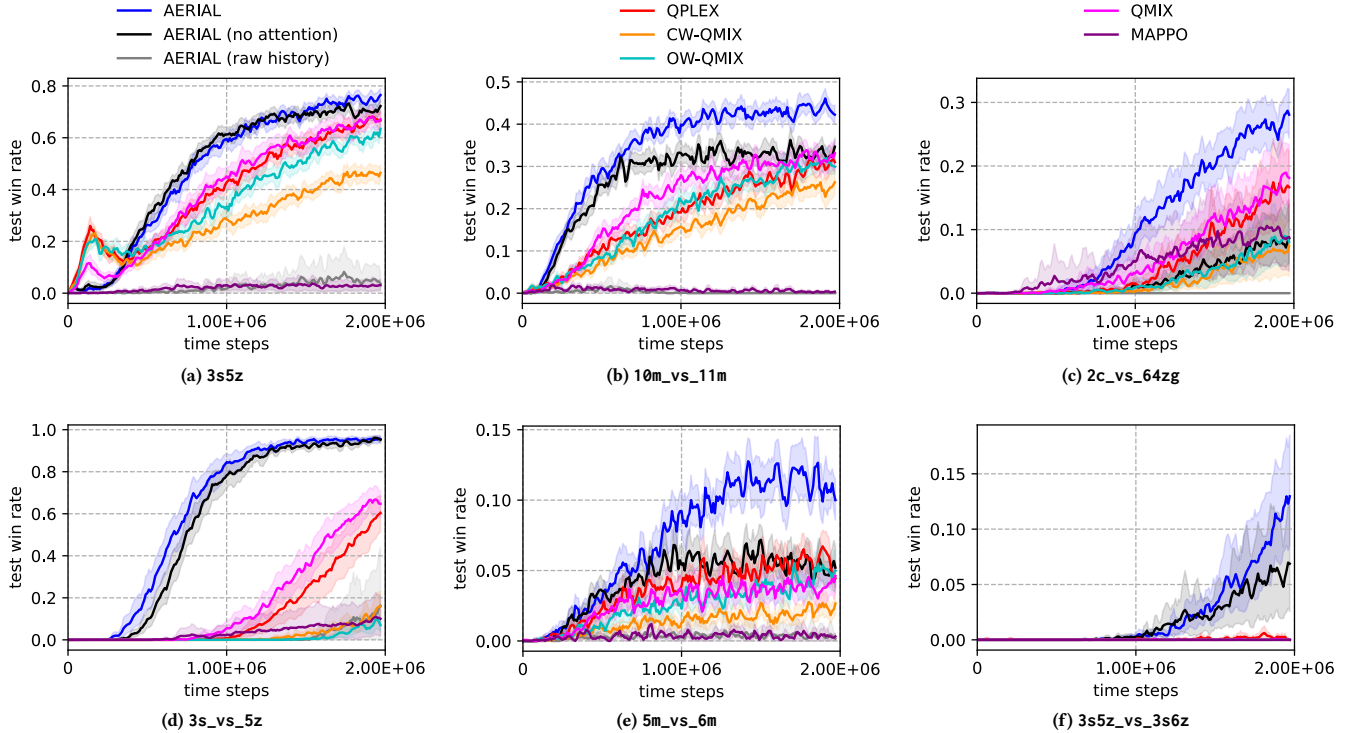 AERIAL
AERIAL (no attention)
AERIAL (raw history)
QPLEX
CW-QMIX
OW-QMIX
QMIX
MAPPO
test win rate
0.8
0.6
0.4
0.2
0.0
0
1.00E+06
2.00E+06
time steps
(a) 3s5z
test win rate
0.5
0.4
0.3
0.2
0.1
0.0
0
1.00E+06
2.00E+06
time steps
(b) 10m_vs_11m
test win rate
0.3
0.2
0.1
0.0
0
1.00E+06
2.00E+06
time steps
(c) 2c_vs_64zg
test win rate
1.0
0.8
0.6
0.4
0.2
0.0
0
1.00E+06
2.00E+06
time steps
(d) 3s_vs_5z
test win rate
0.15
0.10
0.05
0.00
0
1.00E+06
2.00E+06
time steps
(e) 5m_vs_6m
test win rate
0.15
0.10
0.05
0.00
0
1.00E+06
2.00E+06
time steps
(f) 3s5z_vs_3s6z